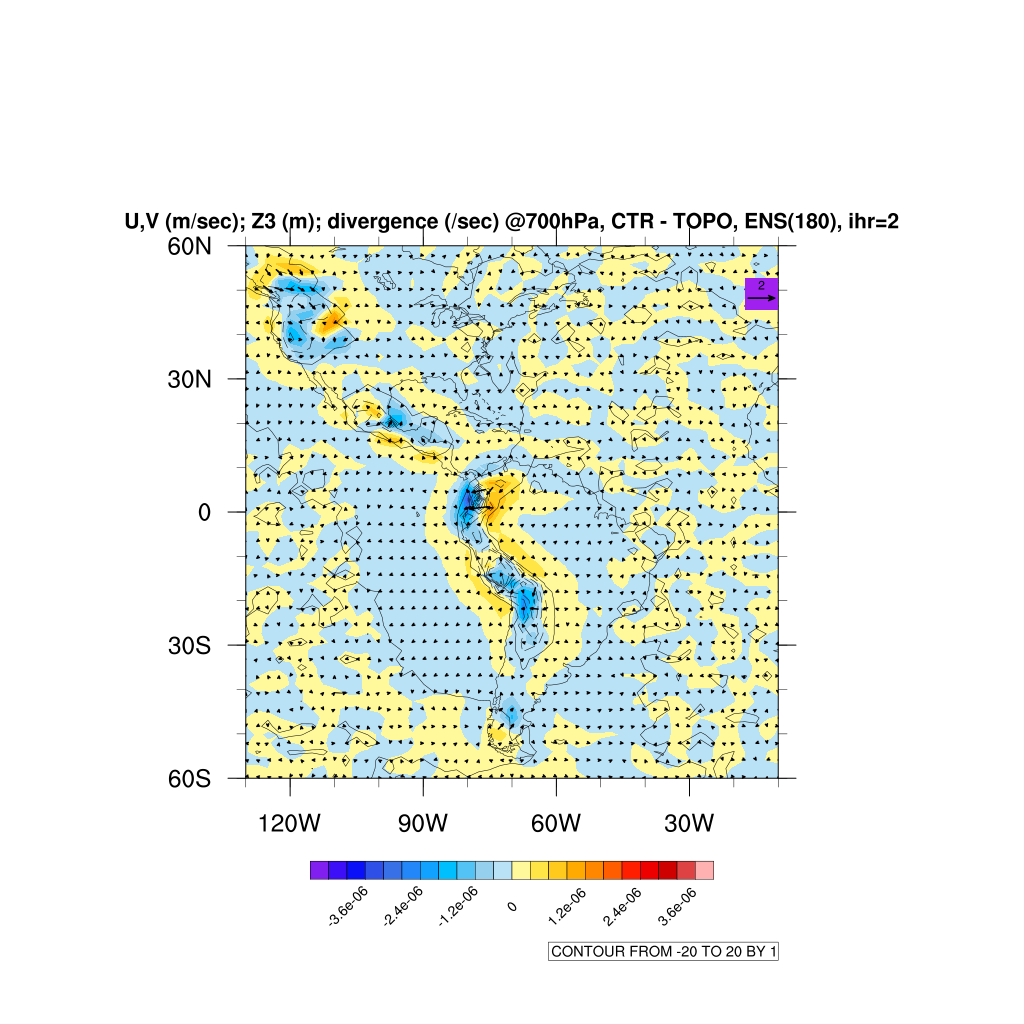 U,V (m/sec); Z3 (m); divergence (/sec) @700hPa, CTR - TOPO, ENS(180), ihr=2
60N
2
30N
0
30S
60S
120W 90W 60W 30W
-3.6e-06 -2.4e-06 -1.2e-06 0 1.2e-06 2.4e-06 3.6e-06
CONTOUR FROM -20 TO 20 BY 1